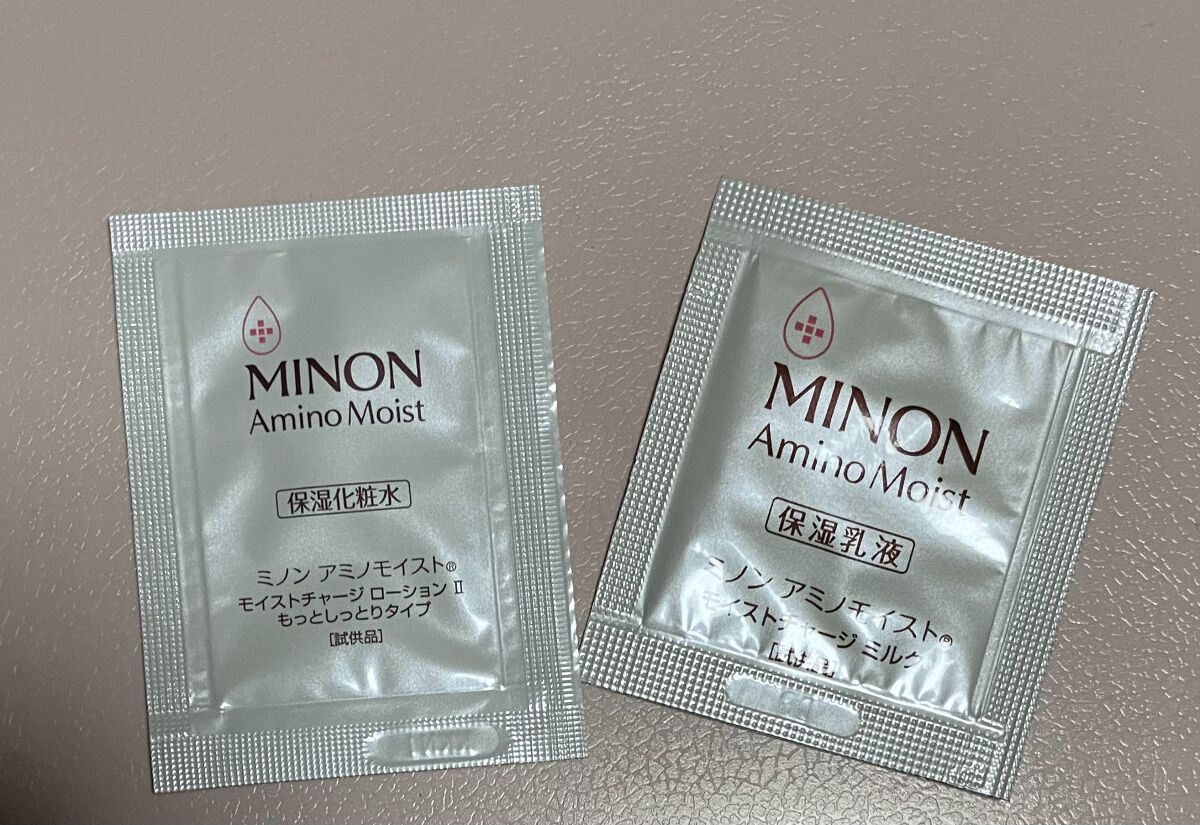 MINON
Amino Moist
保湿化粧水
ミノン アミノモイスト®
モイストチャージ ローション Ⅱ
もっとしっとりタイプ
[試供品]
MINON
Amino Moist
保湿乳液
ミノン アミノモイスト®
モイストチャージ ミルク
[試供品]